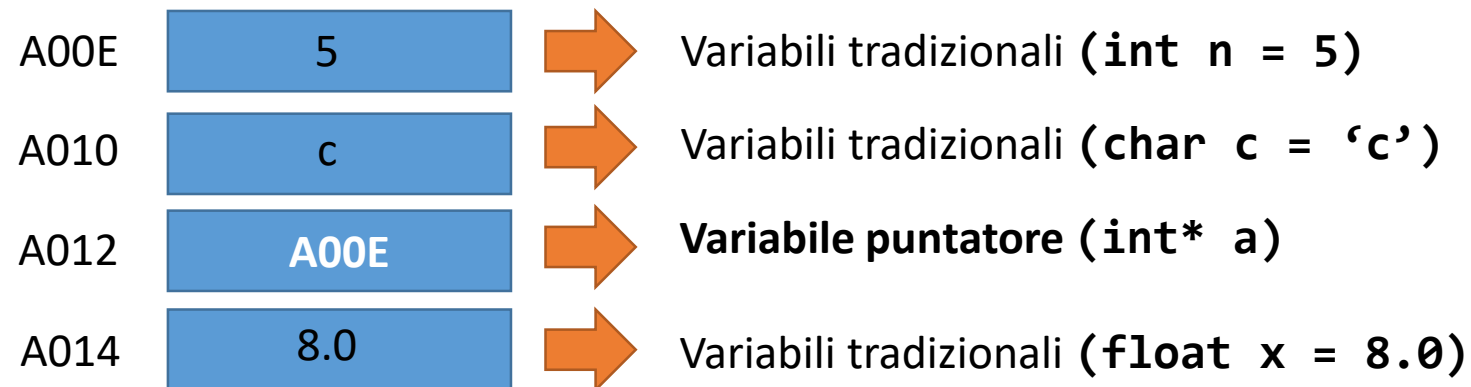 A00E 5 Variabili tradizionali (int n = 5)
A010 c Variabili tradizionali (char c = ‘c’)
A012 A00E Variabile puntatore (int* a)
A014 8.0 Variabili tradizionali (float x = 8.0)